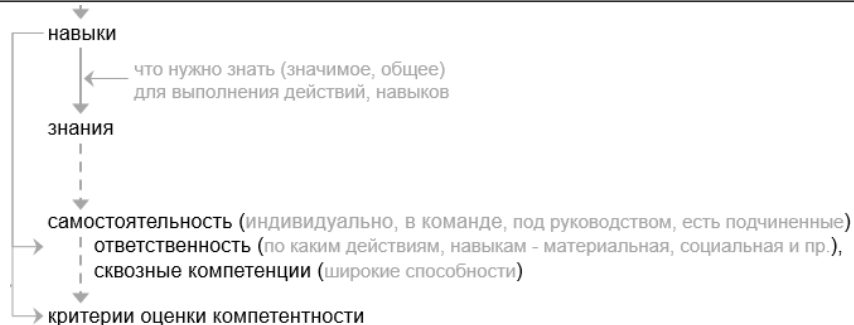 навыки
что нужно знать (значимое, общее)
для выполнения действий, навыков
знания
самостоятельность (индивидуально, в команде, под руководством, есть подчиненные)
ответственность (по каким действиям, навыкам - материальная, социальная и пр.),
сквозные компетенции (широкие способности)
критерии оценки компетентности